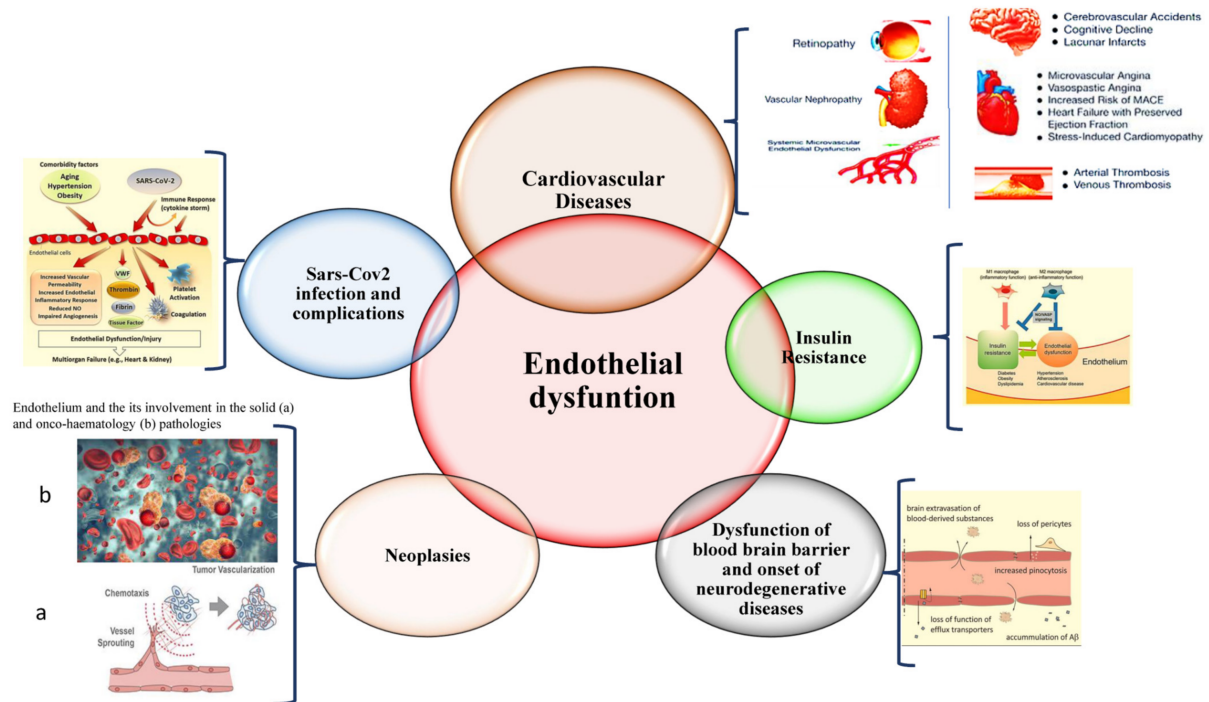 Retinopathy
Vascular Nephropathy
Systemic Microvascular
Endothelial Dysfunction
• Cerebrovascular Accidents
• Cognitive Decline
• Lacunar Infarcts
• Microvascular Angina
• Vasospastic Angina
• Increased Risk of MACE
• Heart Failure with Preserved
Ejection Fraction
• Stress-Induced Cardiomyopathy
• Arterial Thrombosis
• Venous Thrombosis
Cardiovascular
Diseases
Comorbidity factors
Aging
Hypertension
Obesity
SARS-CoV-2
Immune Response
(cytokine storm)
Endothelial cells
Increased Vascular
Permeability
Increased Endothelial
Inflammatory Response
Reduced NO
Impaired Angiogenesis
VWF
Thrombin
Fibrin
Tissue Factor
Platelet
Activation
Coagulation
Endothelial Dysfunction/Injury
Multiorgan Failure (e.g., Heart & Kidney)
Sars-Cov2
infection and
complications
Endothelial
dysfuntion
Insulin
Resistance
M1 macrophage
(inflammatory function)
M2 macrophage
(anti-inflammatory function)
signaling
Insulin
resistance
Endothelial
dysfunction
Endothelium
Diabetes
Obesity
Dyslipidemia
Hypertension
Atherosclerosis
Cardiovascular disease
Endothelium and the its involvement in the solid (a)
and onco-haematology (b) pathologies
b
Tumor Vascularization
a
Chemotaxis
Vessel
Sprouting
Neoplasies
Dysfunction of
blood brain barrier
and onset of
neurodegenerative
diseases
brain extravasation of
blood-derived substances
loss of pericytes
increased pinocytosis
loss of function of
efflux transporters
accummulation of Aβ